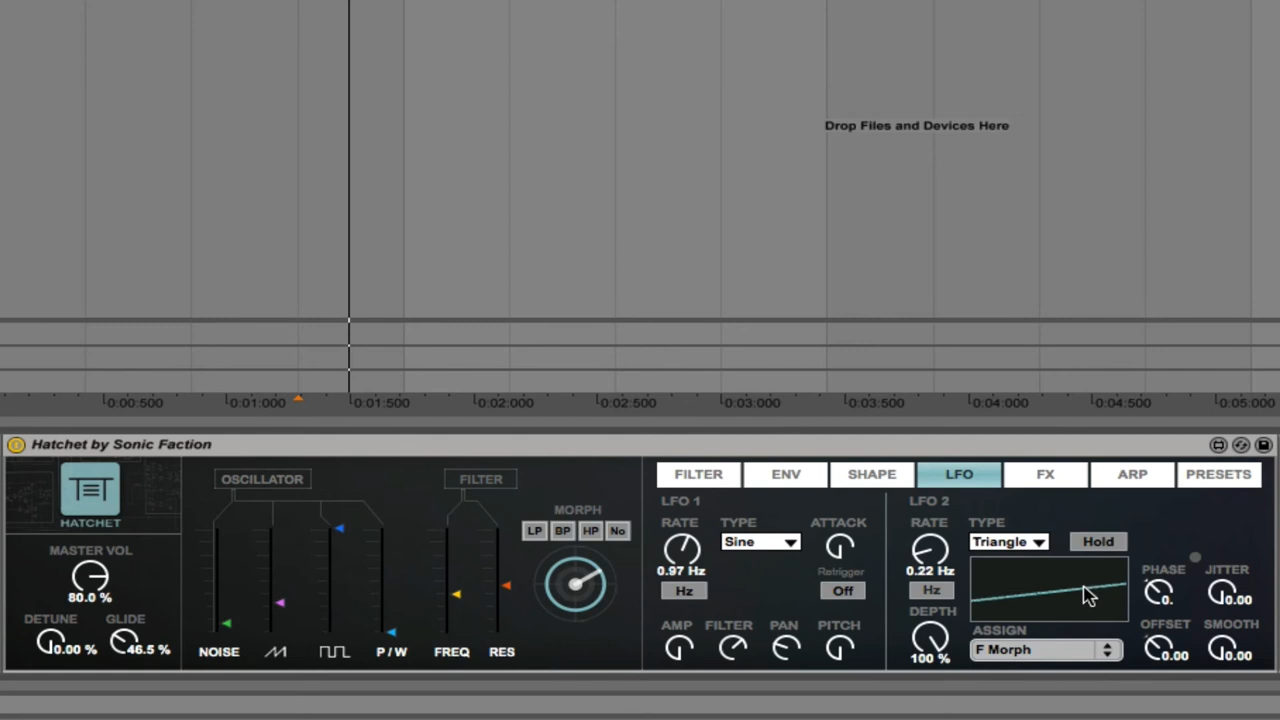 Drop Files and Devices Here
0:00:500 0:01:000 0:01:500 0:02:000 0:02:500 0:03:000 0:03:500 0:04:000 0:04:500 0:05:000
Hatchet by Sonic Faction
HATCHET
MASTER VOL
80.0 %
DETUNE GLIDE
0.00 % 46.5 %
OSCILLATOR
NOISE P / W
FILTER
FREQ RES
MORPH
LP BP HP No
FILTER ENV SHAPE LFO FX ARP PRESETS
LFO 1
RATE TYPE ATTACK
Sine
0.97 Hz
Retrigger
Hz Off
AMP FILTER PAN PITCH
LFO 2
RATE TYPE
Triangle Hold
0.22 Hz
Hz
DEPTH
100 %
ASSIGN
F Morph
PHASE JITTER
0. 0.00
OFFSET SMOOTH
0.00 0.00